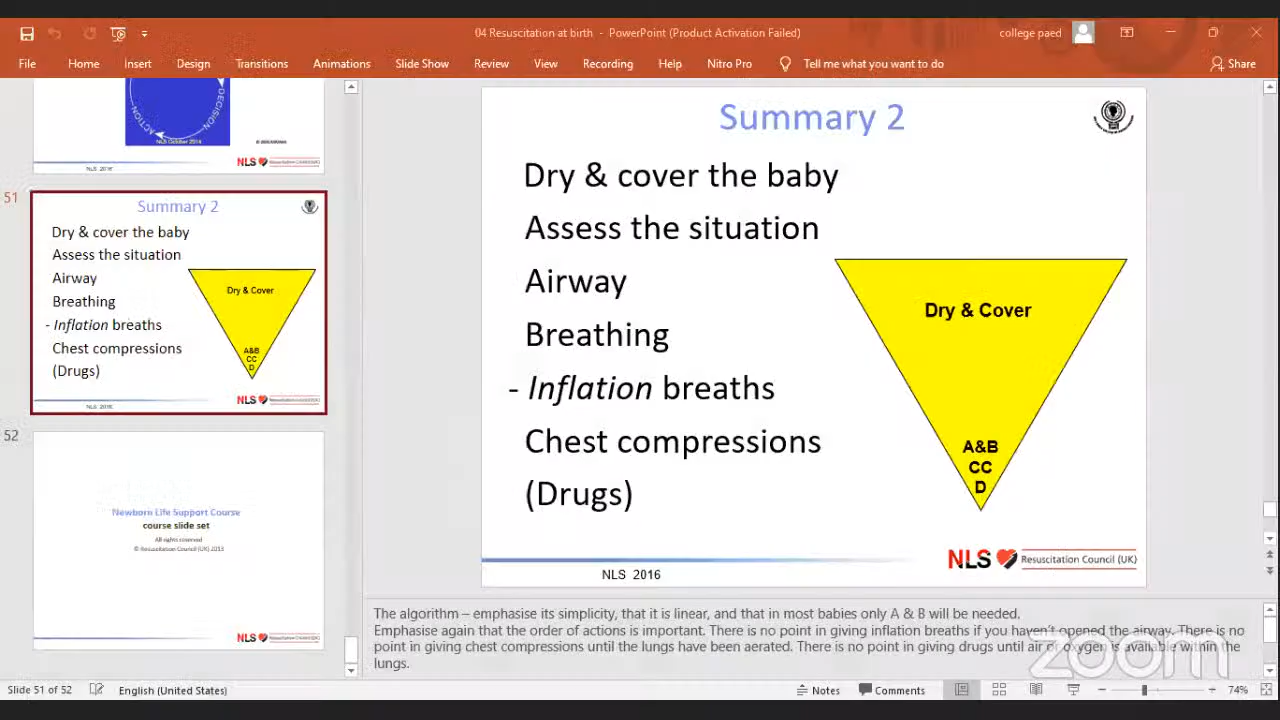 04 Resuscitation at birth - PowerPoint (Product Activation Failed)
college paed
File Home Insert Design Transitions Animations Slide Show Review View Recording Help Nitro Pro Tell me what you want to do Share
ACTION
DECISION
NLS October 2014
NLS
51
Summary 2
Dry & cover the baby
Assess the situation
Airway
Breathing
- Inflation breaths
Chest compressions
(Drugs)
Dry & Cover
A&B
CC
D
NLS
52
Newborn Life Support Course
course slide set
All rights reserved
© Resuscitation Council (UK) 2015
NLS
Summary 2
Dry & cover the baby
Assess the situation
Airway
Breathing
- Inflation breaths
Chest compressions
(Drugs)
Dry & Cover
A&B
CC
D
NLS Resuscitation Council (UK)
NLS 2016
The algorithm – emphasise its simplicity, that it is linear, and that in most babies only A & B will be needed.
Emphasise again that the order of actions is important. There is no point in giving inflation breaths if you haven't opened the airway. There is no
point in giving chest compressions until the lungs have been aerated. There is no point in giving drugs until air or oxygen is available within the
lungs.
zoom
Slide 51 of 52 English (United States) Notes Comments 74%